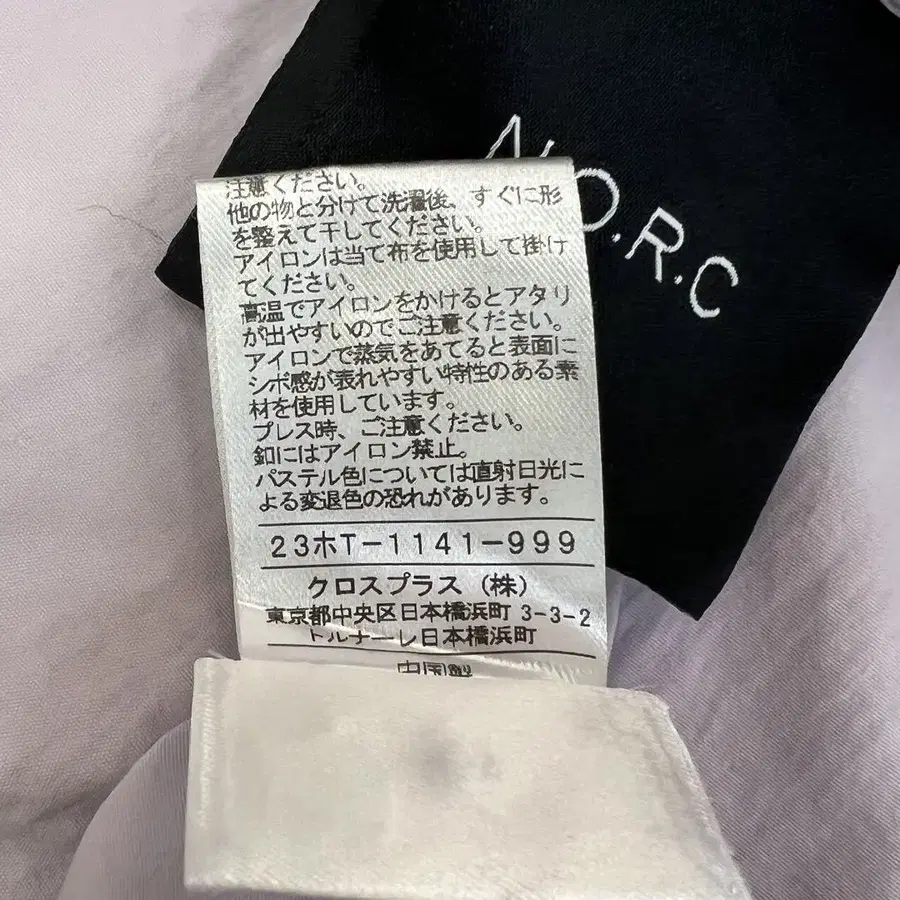 N.O.R.C
注意ください。
他の物と分けて洗濯後、すぐに形
を整えて干してください。
アイロンは当て布を使用して掛け
てください。
高温でアイロンをかけるとアタリ
が出やすいのでご注意ください。
アイロンで蒸気をあてると表面に
シボ感が表れやすい特性のある素
材を使用しています。
プレス時、ご注意ください。
釦にはアイロン禁止。
パステル色については直射日光に
よる変退色の恐れがあります。
23ホT-1141-999
クロスプラス(株)
東京都中央区日本橋浜町3-3-2
トルナーレ日本橋浜町
中国製